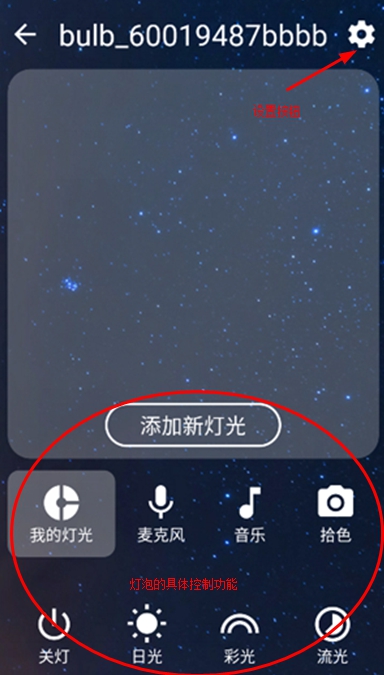 bulb_60019487bbbb
设置按钮
添加新灯光
我的灯光 麦克风 音乐 拾色
灯泡的具体控制功能
关灯 日光 彩光 流光